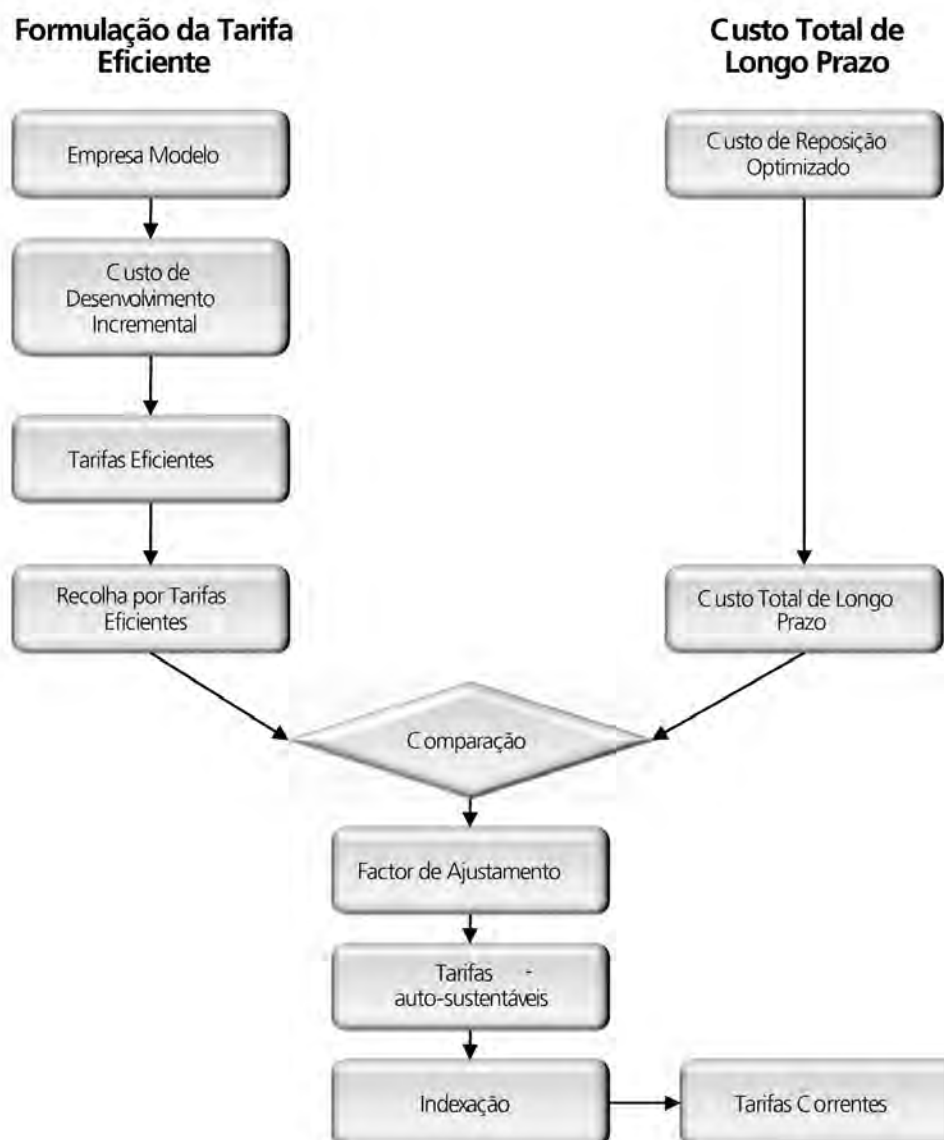 Formulação da Tarifa
Eficiente
Custo Total de
Longo Prazo
Empresa Modelo
Custo de Reposição
Optimizado
Custo de
Desenvolvimento
Incremental
Tarifas Eficientes
Recolha por Tarifas
Eficientes
Custo Total de Longo
Prazo
Comparação
Factor de Ajustamento
Tarifas -
auto-sustentáveis
Indexação
Tarifas Correntes